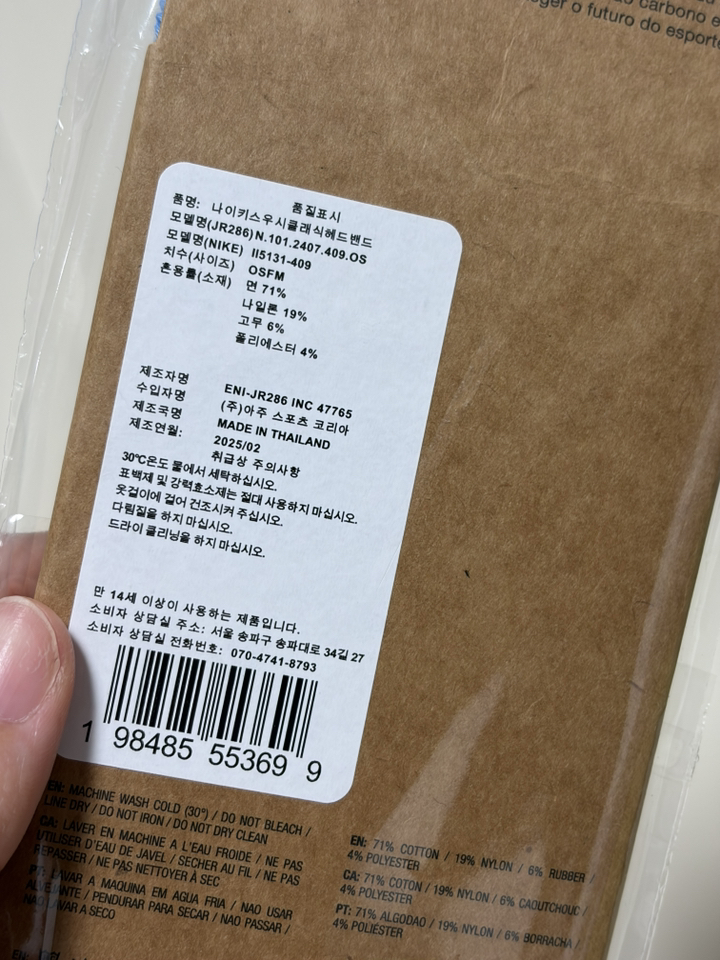 carbono e
ger o futuro do esporte
품질표시
품명: 나이키스우시클래식헤드밴드
모델명(JR286)N.101.2407.409.OS
모델명(NIKE) II5131-409
치수(사이즈) OSFM
혼용률(소재) 면 71%
나일론 19%
고무 6%
폴리에스터 4%
제조자명 ENI-JR286 INC 47765
수입자명 (주)아주 스포츠 코리아
제조국명 MADE IN THAILAND
제조연월: 2025/02
취급상 주의사항
30℃온도 물에서 세탁하십시오.
표백제 및 강력효소제는 절대 사용하지 마십시오.
옷걸이에 걸어 건조시켜 주십시오.
다림질을 하지 마십시오.
드라이 클리닝을 하지 마십시오.
만 14세 이상이 사용하는 제품입니다.
소비자 상담실 주소: 서울 송파구 송파대로 34길 27
소비자 상담실 전화번호: 070-4741-8793
1 98485 55369 9
EN: MACHINE WASH COLD (30°) / DO NOT BLEACH /
LINE DRY / DO NOT IRON / DO NOT DRY CLEAN
CA: LAVER EN MACHINE A L'EAU FROIDE / NE PAS
UTILISER D'EAU DE JAVEL / SECHER AU FIL / NE PAS
REPASSER / NE PAS NETTOYER À SEC
PT: LAVAR A MAQUINA EM AGUA FRIA / NAO USAR
ALVEJANTE / PENDURAR PARA SECAR / NAO PASSAR /
NAO LAVAR A SECO
EN: 71% COTTON / 19% NYLON / 6% RUBBER /
4% POLYESTER
CA: 71% COTON / 19% NYLON / 6% CAOUTCHOUC /
4% POLYESTER
PT: 71% ALGODAO / 19% NYLON / 6% BORRACHA /
4% POLIÉSTER